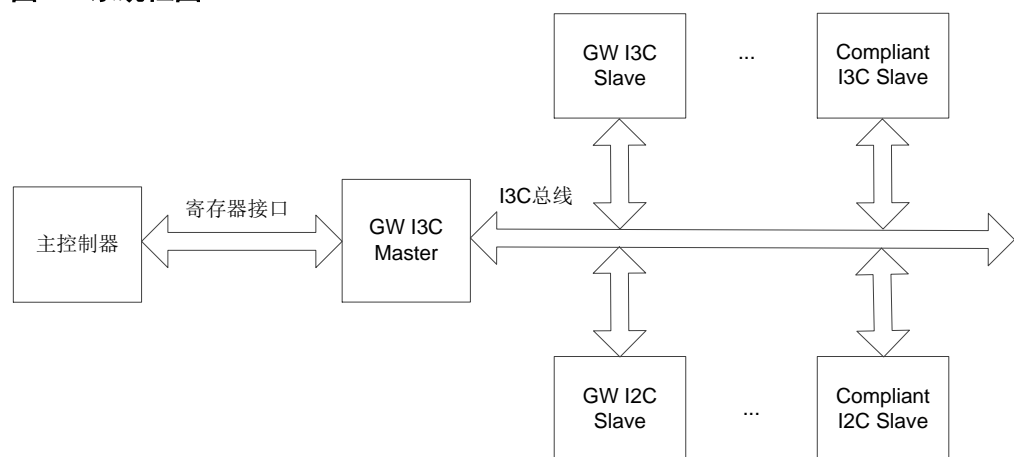 GW I3C
Slave
...
Compliant
I3C Slave
寄存器接口
I3C总线
主控制器
GW I3C
Master
GW I2C
Slave
...
Compliant
I2C Slave